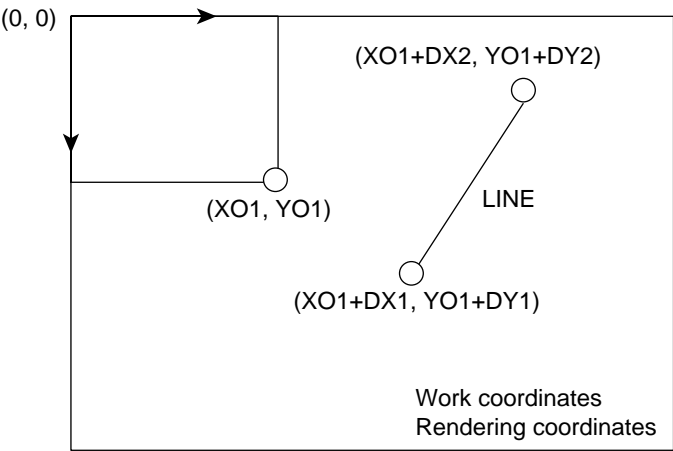 (0, 0)
(XO1+DX2, YO1+DY2)
(XO1, YO1)
LINE
(XO1+DX1, YO1+DY1)
Work coordinates
Rendering coordinates